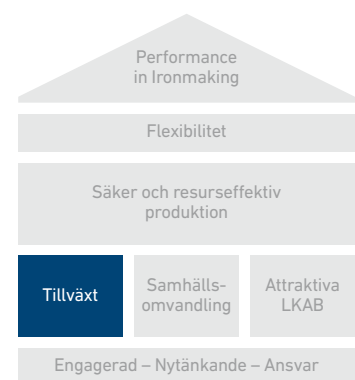 Performance
in Ironmaking
Flexibilitet
Säker och resurseffektiv
produktion
Tillväxt
Samhälls-
omvandling
Attraktiva
LKAB
Engagerad – Nytänkande – Ansvar